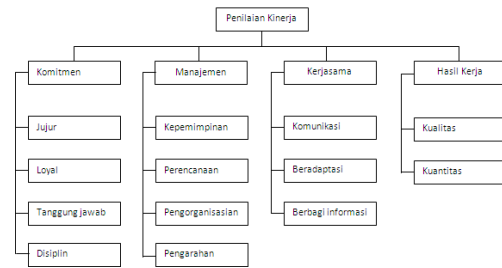 Penilaian Kinerja
Komitmen
Manajemen
Kerjasama
Hasil Kerja
Jujur
Kepemimpinan
Komunikasi
Kualitas
Loyal
Perencanaan
Beradaptasi
Kuantitas
Tanggung jawab
Pengorganisasian
Berbagi informasi
Disiplin
Pengarahan